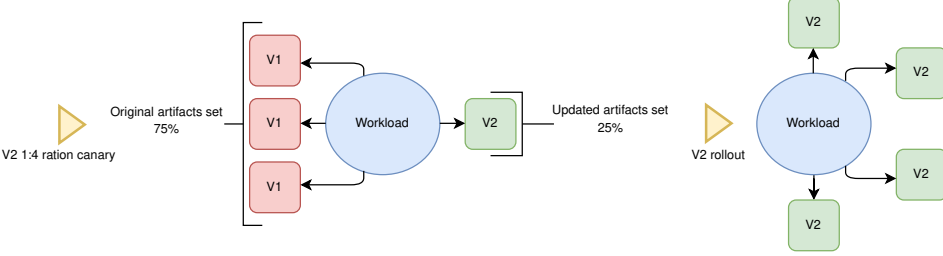 V2 1:4 ration canary
Original artifacts set
75%
V1
V1
V1
Workload
V2
Updated artifacts set
25%
V2 rollout
V2
V2
Workload
V2
V2